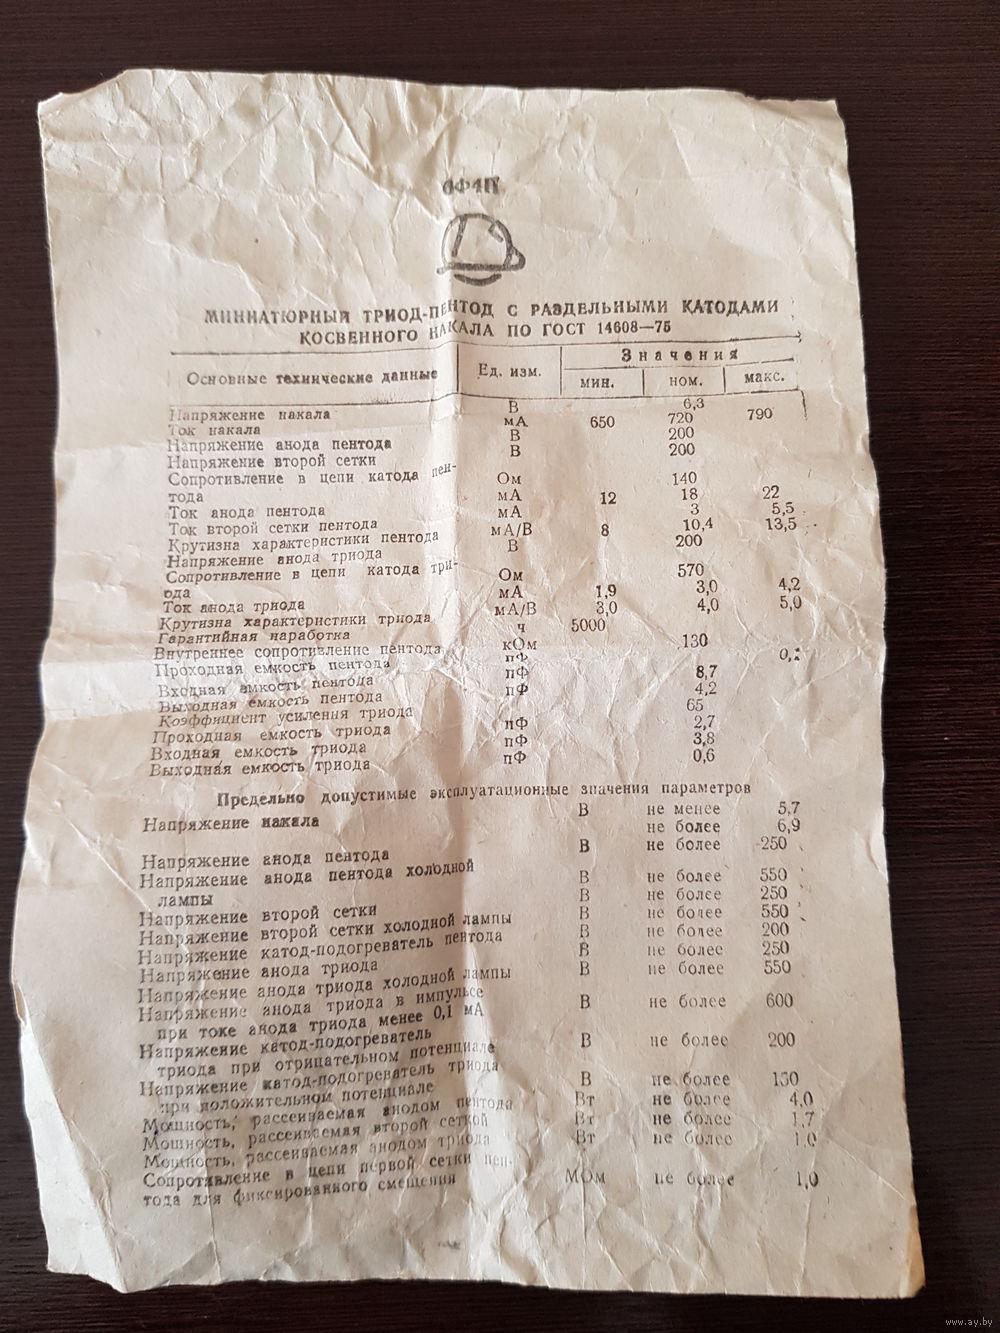 6Ф4П
МИНИАТЮРНЫЙ ТРИОД-ПЕНТОД С РАЗДЕЛЬНЫМИ КАТОДАМИ
КОСВЕННОГО НАКАЛА ПО ГОСТ 14608—75
Основные технические данные Ед. изм. Значения
мин. ном. макс.
Напряжение накала В 6,3
Ток накала мА 650 720 790
Напряжение анода пентода В 200
Напряжение второй сетки В 200
Сопротивление в цепи катода пен-
тода Ом 140
Ток анода пентода мА 12 18 22
Ток второй сетки пентода мА 3 5,5
Крутизна характеристики пентода мА/В 8 10,4 13,5
Напряжение анода триода В 200
Сопротивление в цепи катода три-
ода Ом 570
Ток анода триода мА 1,9 3,0 4,2
Крутизна характеристики триода мА/В 3,0 4,0 5,0
Гарантийная наработка ч 5000
Внутреннее сопротивление пентода кОм 130
Проходная емкость пентода пФ 0,1
Входная емкость пентода пФ 8,7
Выходная емкость пентода пФ 4,2
Коэффициент усиления триода 65
Проходная емкость триода пФ 2,7
Входная емкость триода пФ 3,8
Выходная емкость триода пФ 0,6
Предельно допустимые эксплуатационные значения параметров
Напряжение накала В не менее 5,7
не более 6,9
Напряжение анода пентода В не более 250
Напряжение анода пентода холодной
лампы В не более 550
Напряжение второй сетки В не более 250
Напряжение второй сетки холодной лампы В не более 550
Напряжение катод-подогреватель пентода В не более 200
Напряжение анода триода В не более 250
Напряжение анода триода холодной лампы В не более 550
Напряжение анода триода в импульсе
при токе анода триода менее 0,1 мА В не более 600
Напряжение катод-подогреватель
триода при отрицательном потенциале В не более 200
Напряжение катод-подогреватель триода
при положительном потенциале В не более 150
Мощность, рассеиваемая анодом пентода Вт не более 4,0
Мощность, рассеиваемая второй сеткой Вт не более 1,7
Мощность, рассеиваемая анодом триода Вт не более 1,0
Сопротивление в цепи первой сетки пен-
тода для фиксированного смещения МОм не более 1,0
www.ay.by